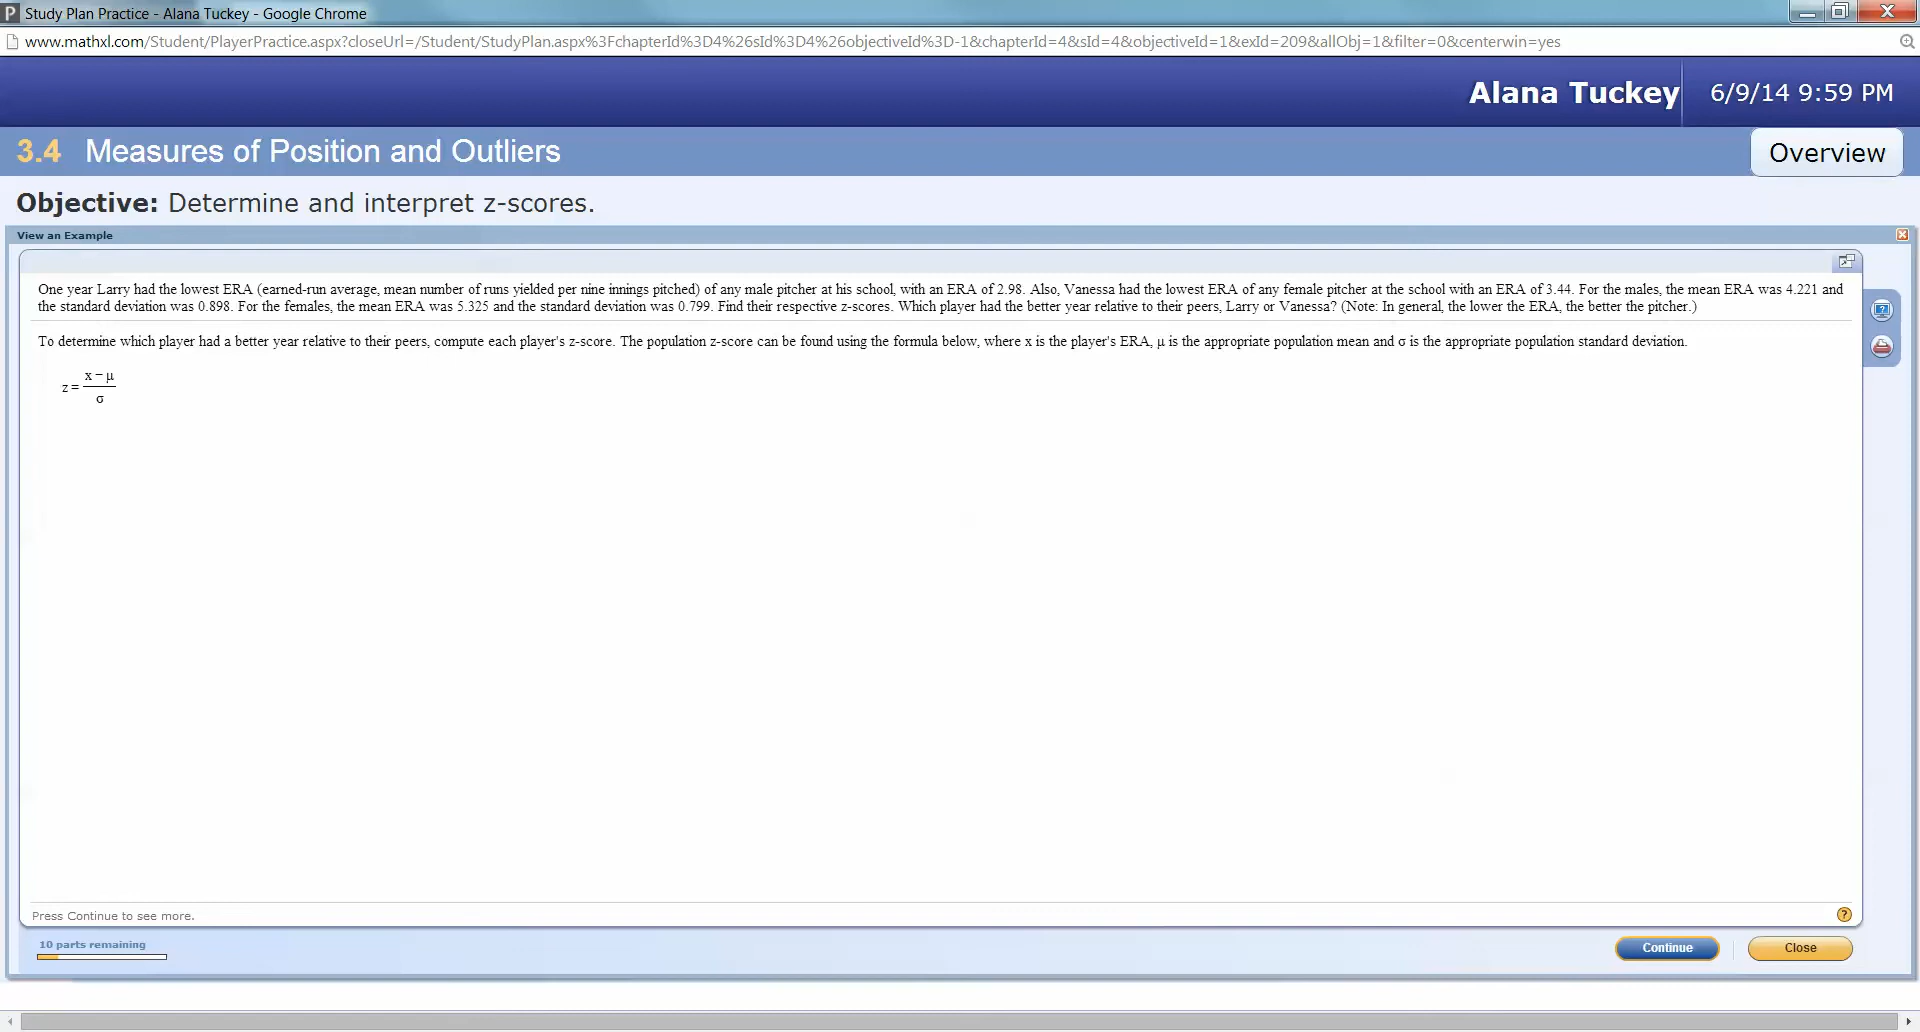 Study Plan Practice - Alana Tuckey - Google Chrome
www.mathxl.com/Student/PlayerPractice.aspx?closeUrl=/Student/StudyPlan.aspx%3FchapterId%3D4%26sId%3D4%26objectiveId%3D-1&chapterId=4&sId=4&objectiveId=1&exId=209&allObj=1&filter=0&centerwin=yes
Alana Tuckey 6/9/14 9:59 PM
3.4 Measures of Position and Outliers
Overview
Objective: Determine and interpret z-scores.
View an Example
One year Larry had the lowest ERA (earned-run average, mean number of runs yielded per nine innings pitched) of any male pitcher at his school, with an ERA of 2.98. Also, Vanessa had the lowest ERA of any female pitcher at the school with an ERA of 3.44. For the males, the mean ERA was 4.221 and
the standard deviation was 0.898. For the females, the mean ERA was 5.325 and the standard deviation was 0.799. Find their respective z-scores. Which player had the better year relative to their peers, Larry or Vanessa? (Note: In general, the lower the ERA, the better the pitcher.)
To determine which player had a better year relative to their peers, compute each player's z-score. The population z-score can be found using the formula below, where x is the player's ERA, μ is the appropriate population mean and σ is the appropriate population standard deviation.
x − μ
z =
σ
Press Continue to see more.
?
10 parts remaining
Continue
Close